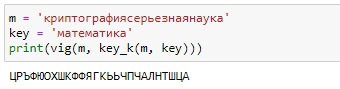 m = 'криптографиясерьезнаянаука'
key = 'математика'
print(vig(m, key_k(m, key)))
ЦРЪФЮОХШКФФЯГКЬЬЧПЧАЛНТШЦА